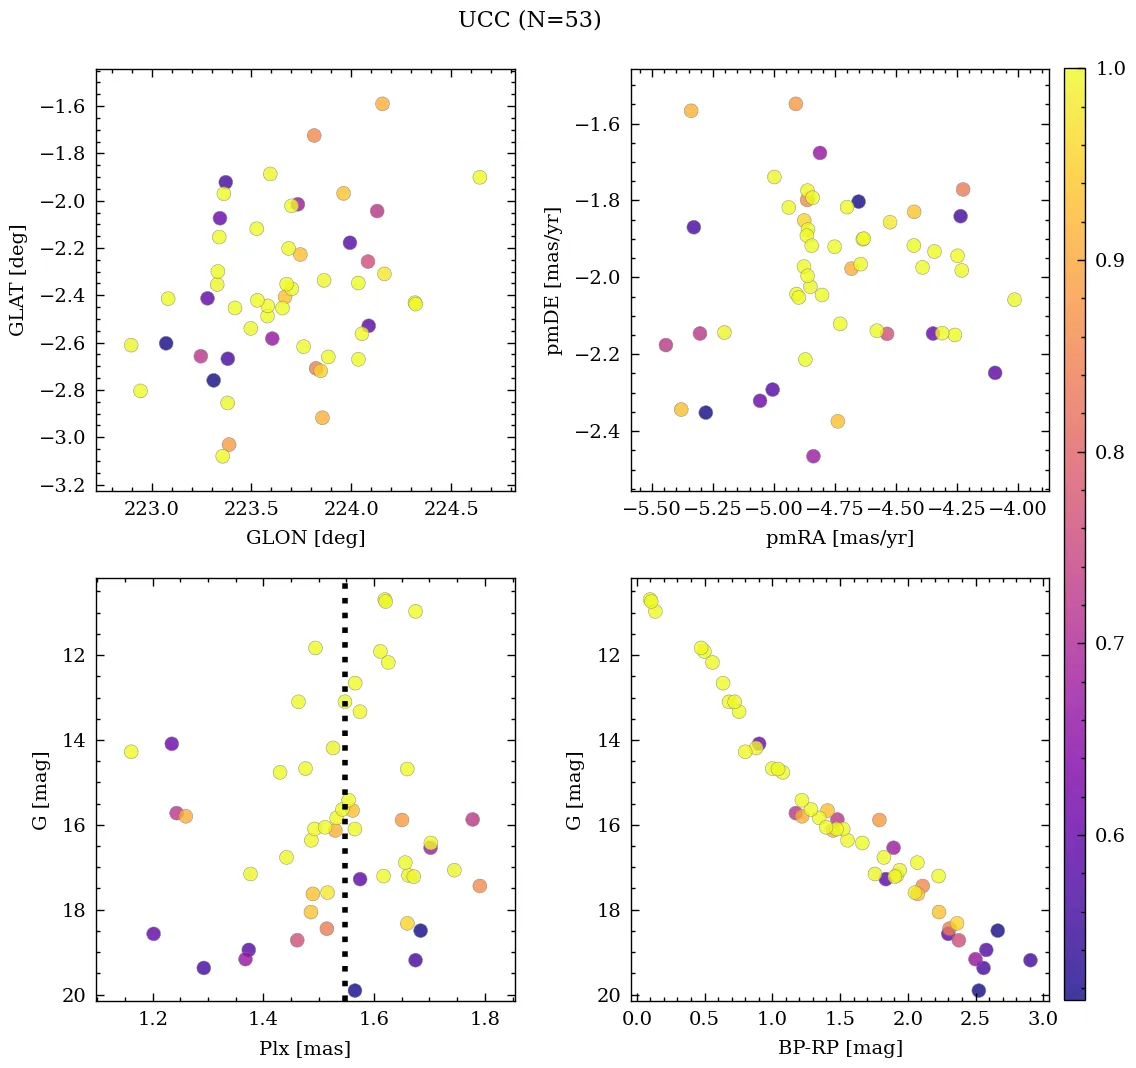 UCC (N=53)
−1.6
−1.8
−2.0
−2.2
−2.4
−2.6
−2.8
−3.0
−3.2
GLAT [deg]
223.0 223.5 224.0 224.5
GLON [deg]
−1.6
−1.8
−2.0
−2.2
−2.4
pmDE [mas/yr]
−5.50 −5.25 −5.00 −4.75 −4.50 −4.25 −4.00
pmRA [mas/yr]
12
14
16
18
20
G [mag]
1.2 1.4 1.6 1.8
Plx [mas]
12
14
16
18
20
G [mag]
0.0 0.5 1.0 1.5 2.0 2.5 3.0
BP-RP [mag]
1.0
0.9
0.8
0.7
0.6